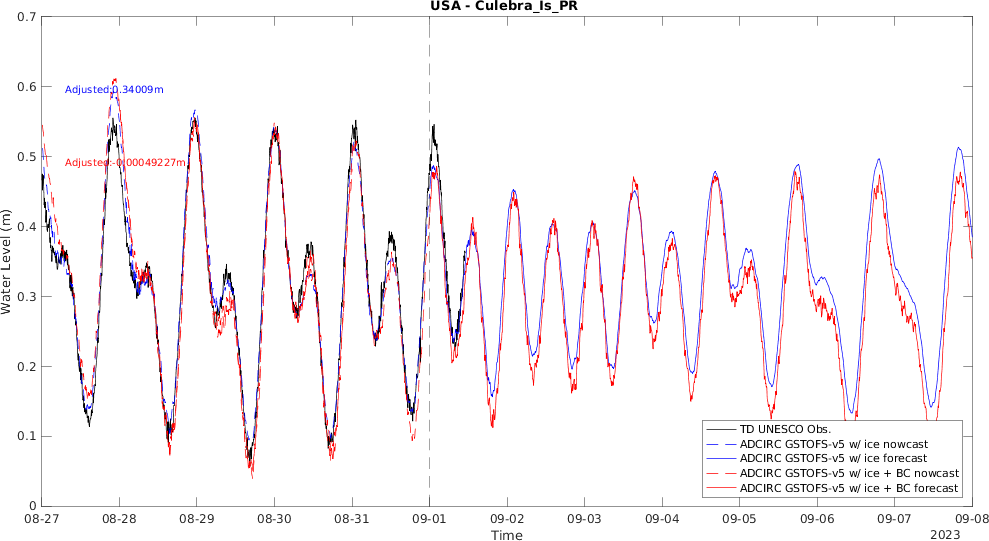 USA - Culebra_Is_PR
0.7
0.6
0.5
0.4
0.3
0.2
0.1
0
Water Level (m)
Adjusted:0.34009m
Adjusted:-0.00049227m
TD UNESCO Obs.
ADCIRC GSTOFS-v5 w/ ice nowcast
ADCIRC GSTOFS-v5 w/ ice forecast
ADCIRC GSTOFS-v5 w/ ice + BC nowcast
ADCIRC GSTOFS-v5 w/ ice + BC forecast
08-27 08-28 08-29 08-30 08-31 09-01 09-02 09-03 09-04 09-05 09-06 09-07 09-08
Time
2023